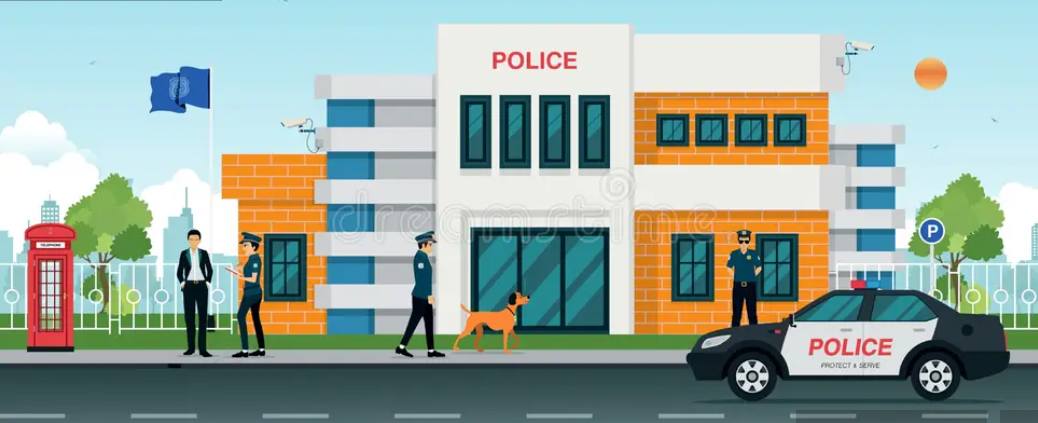 POLICE
dreamstime
TELEPHONE
P
POLICE
PROTECT & SERVE